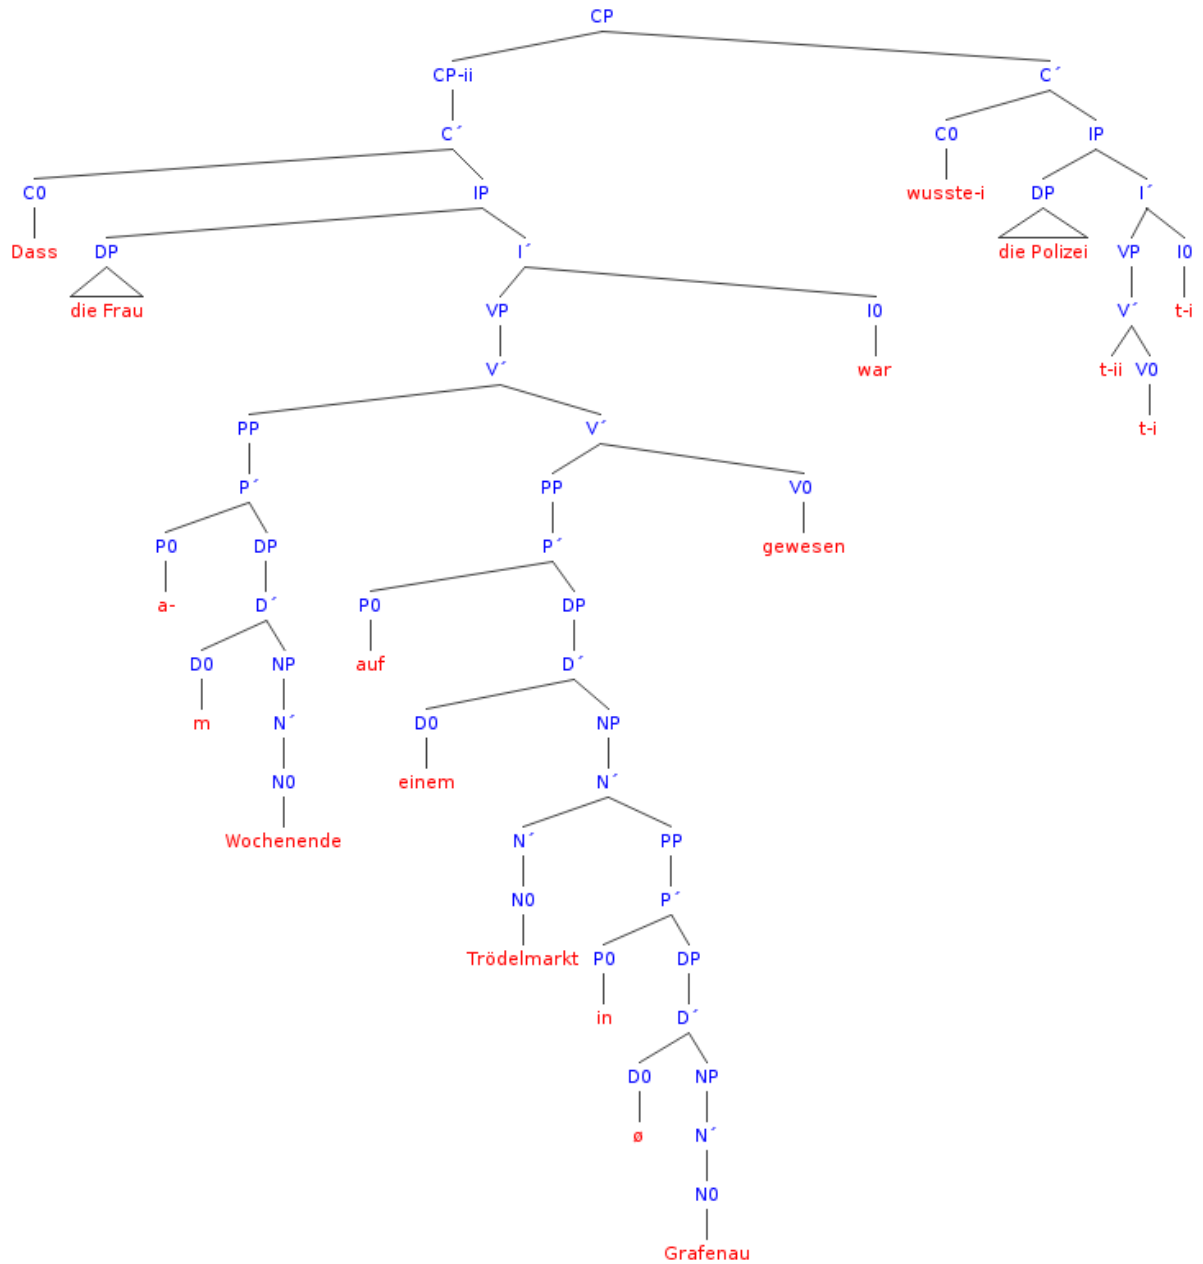 CP
CP-ii C´
C´ C0 IP
C0 IP wusste-i DP I´
Dass DP I´ die Polizei VP I0
die Frau VP I0 V´ t-i
V´ war t-ii V0
PP V´ t-i
P´ PP V0
P0 DP P´ gewesen
a- D´ P0 DP
D0 NP auf D´
m N´ D0 NP
N0 einem N´
Wochenende N´ PP
N0 P´
Trödelmarkt P0 DP
in D´
D0 NP
ø N´
N0
Grafenau